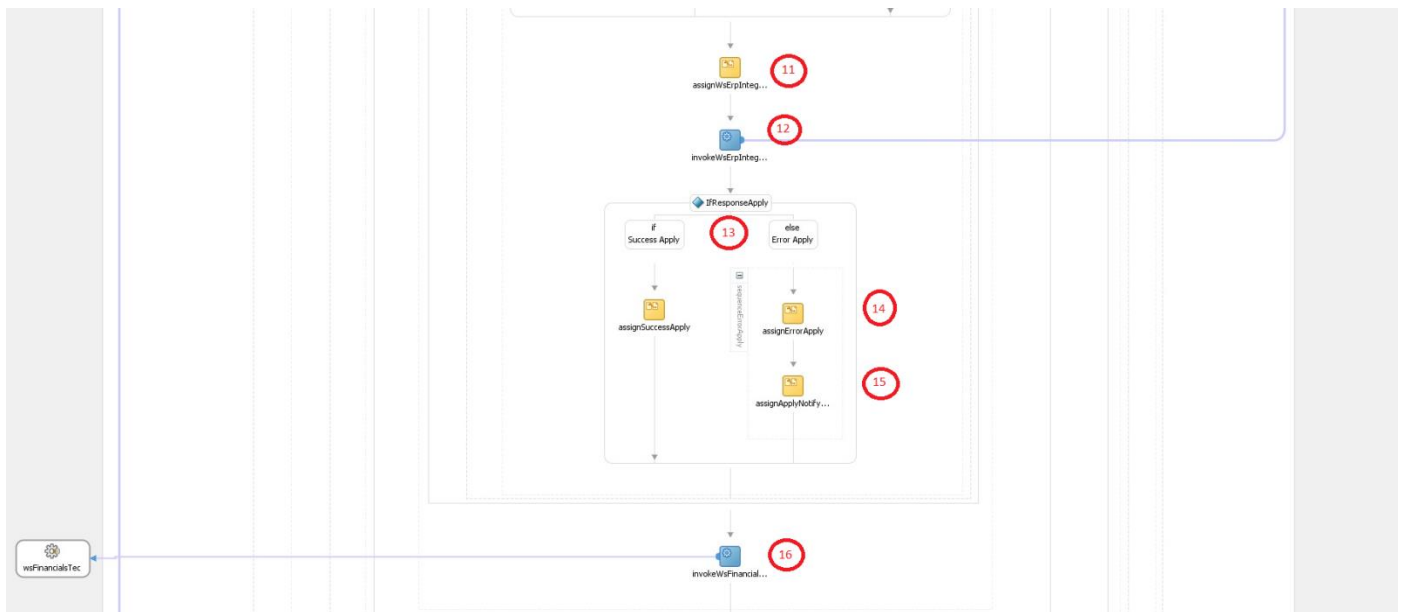 assignWsErpInteg...
11
invokeWsErpInteg...
12
IfResponseApply
if
Success Apply
13
else
Error Apply
sequenceErrorApply
assignSuccessApply
assignErrorApply
14
assignApplyNotify...
15
wsFinancialsTec
invokeWsFinancial...
16